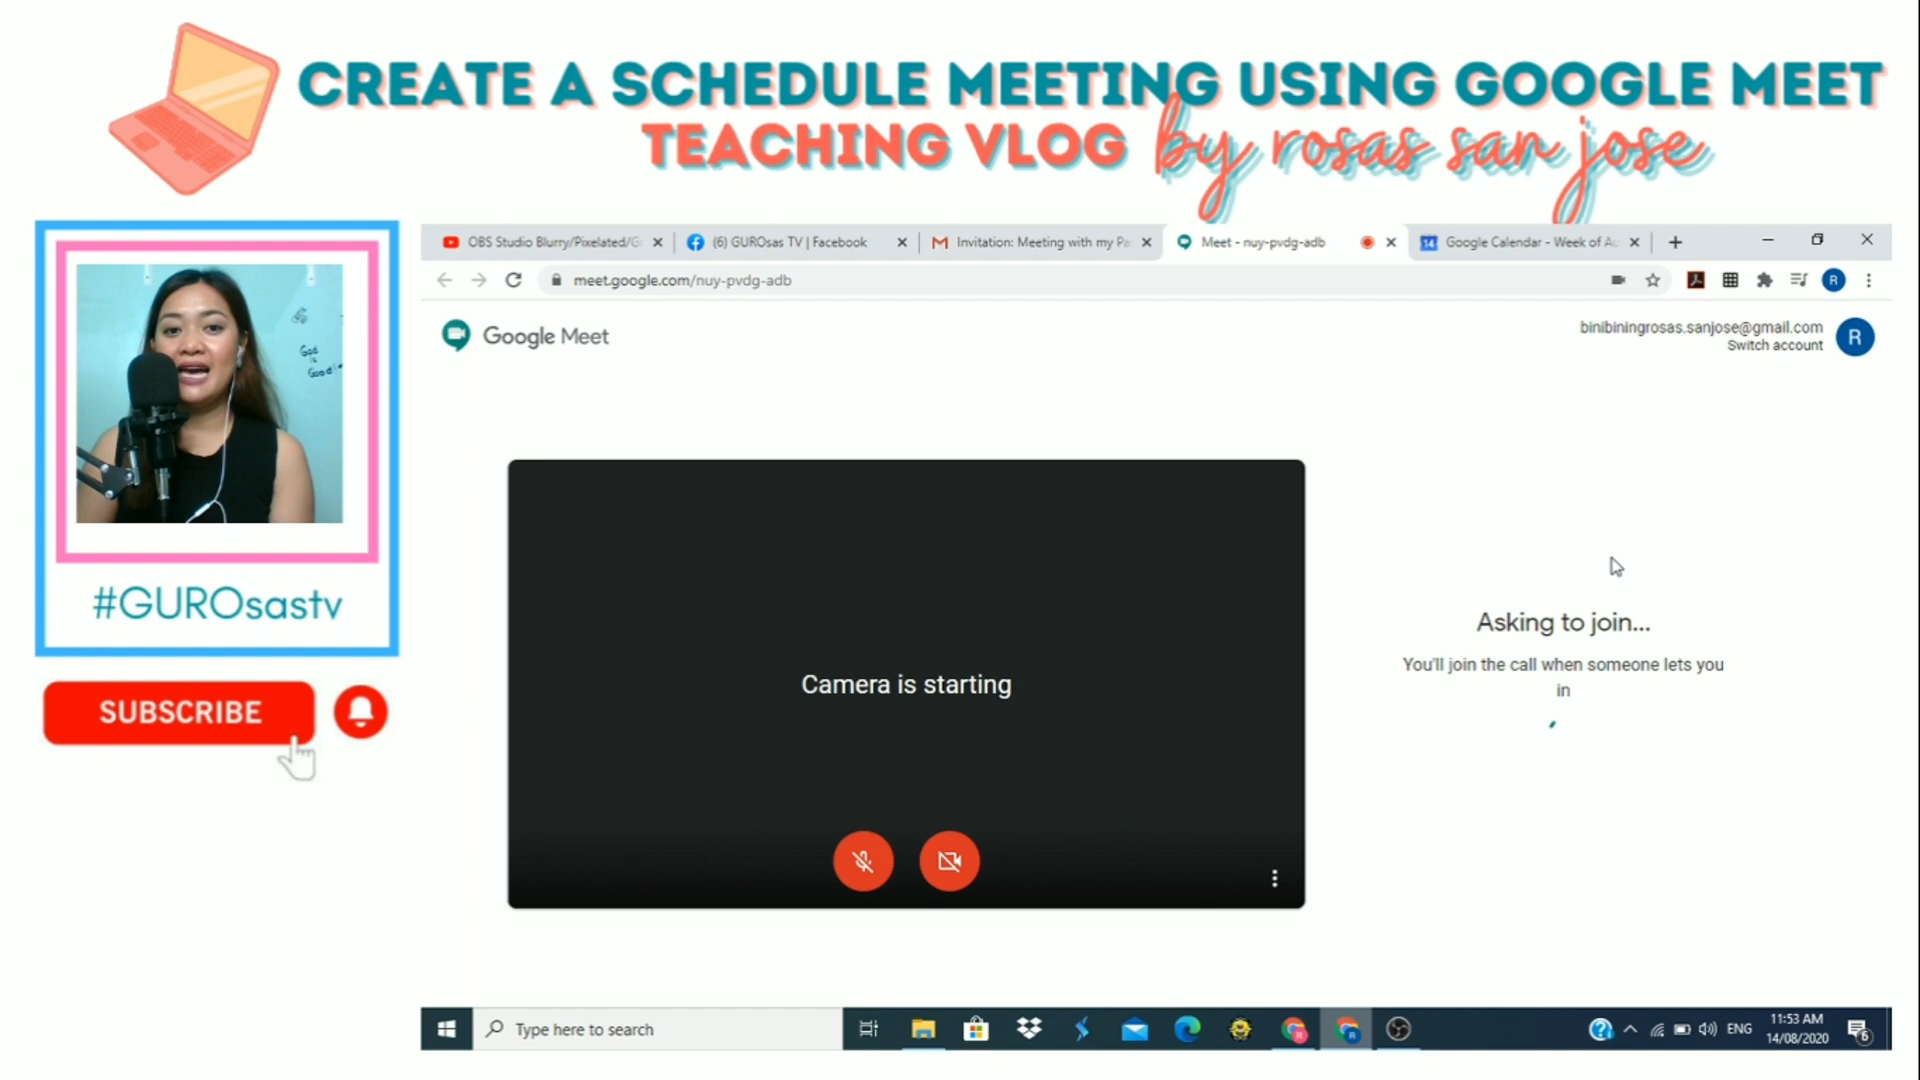 CREATE A SCHEDULE MEETING USING GOOGLE MEET
TEACHING VLOG by rosas san jose
OBS Studio Blurry/Pixelated/G
(6) GUROsas TV | Facebook
Invitation: Meeting with my Pa
Meet - nuy-pvdg-adb
14
Google Calendar - Week of Au
meet.google.com/nuy-pvdg-adb
R
Google Meet
binibiningrosas.sanjose@gmail.com
Switch account
R
God
is
Good!
#GUROsastv
SUBSCRIBE
Camera is starting
Asking to join...
You'll join the call when someone lets you
in
Type here to search
ENG
11:53 AM
14/08/2020